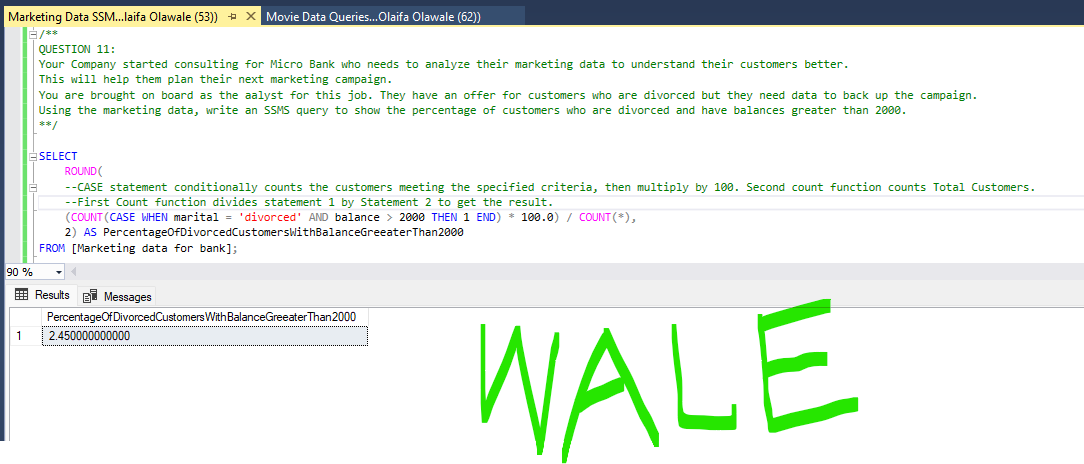 Marketing Data SSM...laifa Olawale (53))
Movie Data Queries...Olaifa Olawale (62))
/**
QUESTION 11:
Your Company started consulting for Micro Bank who needs to analyze their marketing data to understand their customers better.
This will help them plan their next marketing campaign.
You are brought on board as the aalyst for this job. They have an offer for customers who are divorced but they need data to back up the campaign.
Using the marketing data, write an SSMS query to show the percentage of customers who are divorced and have balances greater than 2000.
**/
SELECT
ROUND(
--CASE statement conditionally counts the customers meeting the specified criteria, then multiply by 100. Second count function counts Total Customers.
--First Count function divides statement 1 by Statement 2 to get the result.
(COUNT(CASE WHEN marital = 'divorced' AND balance > 2000 THEN 1 END) * 100.0) / COUNT(*),
2) AS PercentageOfDivorcedCustomersWithBalanceGreeaterThan2000
FROM [Marketing data for bank];
90 %
Results Messages
PercentageOfDivorcedCustomersWithBalanceGreeaterThan2000
1 2.450000000000
WALE